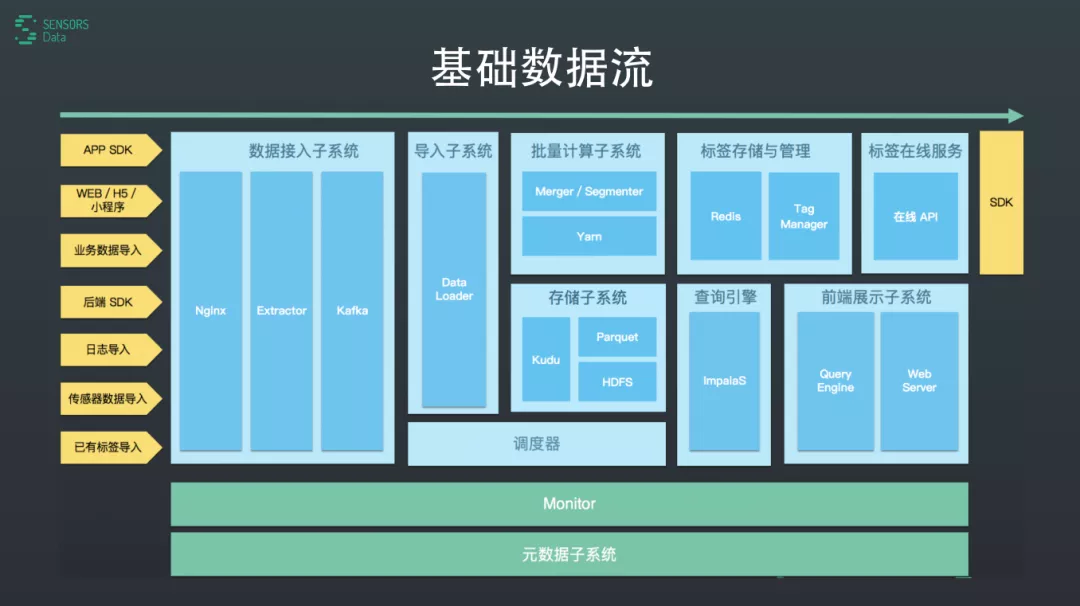 SENSORS
Data
基础数据流
APP SDK
WEB / H5 /
小程序
业务数据导入
后端 SDK
日志导入
传感器数据导入
已有标签导入
数据接入子系统
Nginx
Extractor
Kafka
导入子系统
Data
Loader
批量计算子系统
Merger / Segmenter
Yarn
存储子系统
Kudu
Parquet
HDFS
调度器
标签存储与管理
Redis
Tag
Manager
标签在线服务
在线 API
查询引擎
ImpalaS
前端展示子系统
Query
Engine
Web
Server
SDK
Monitor
元数据子系统